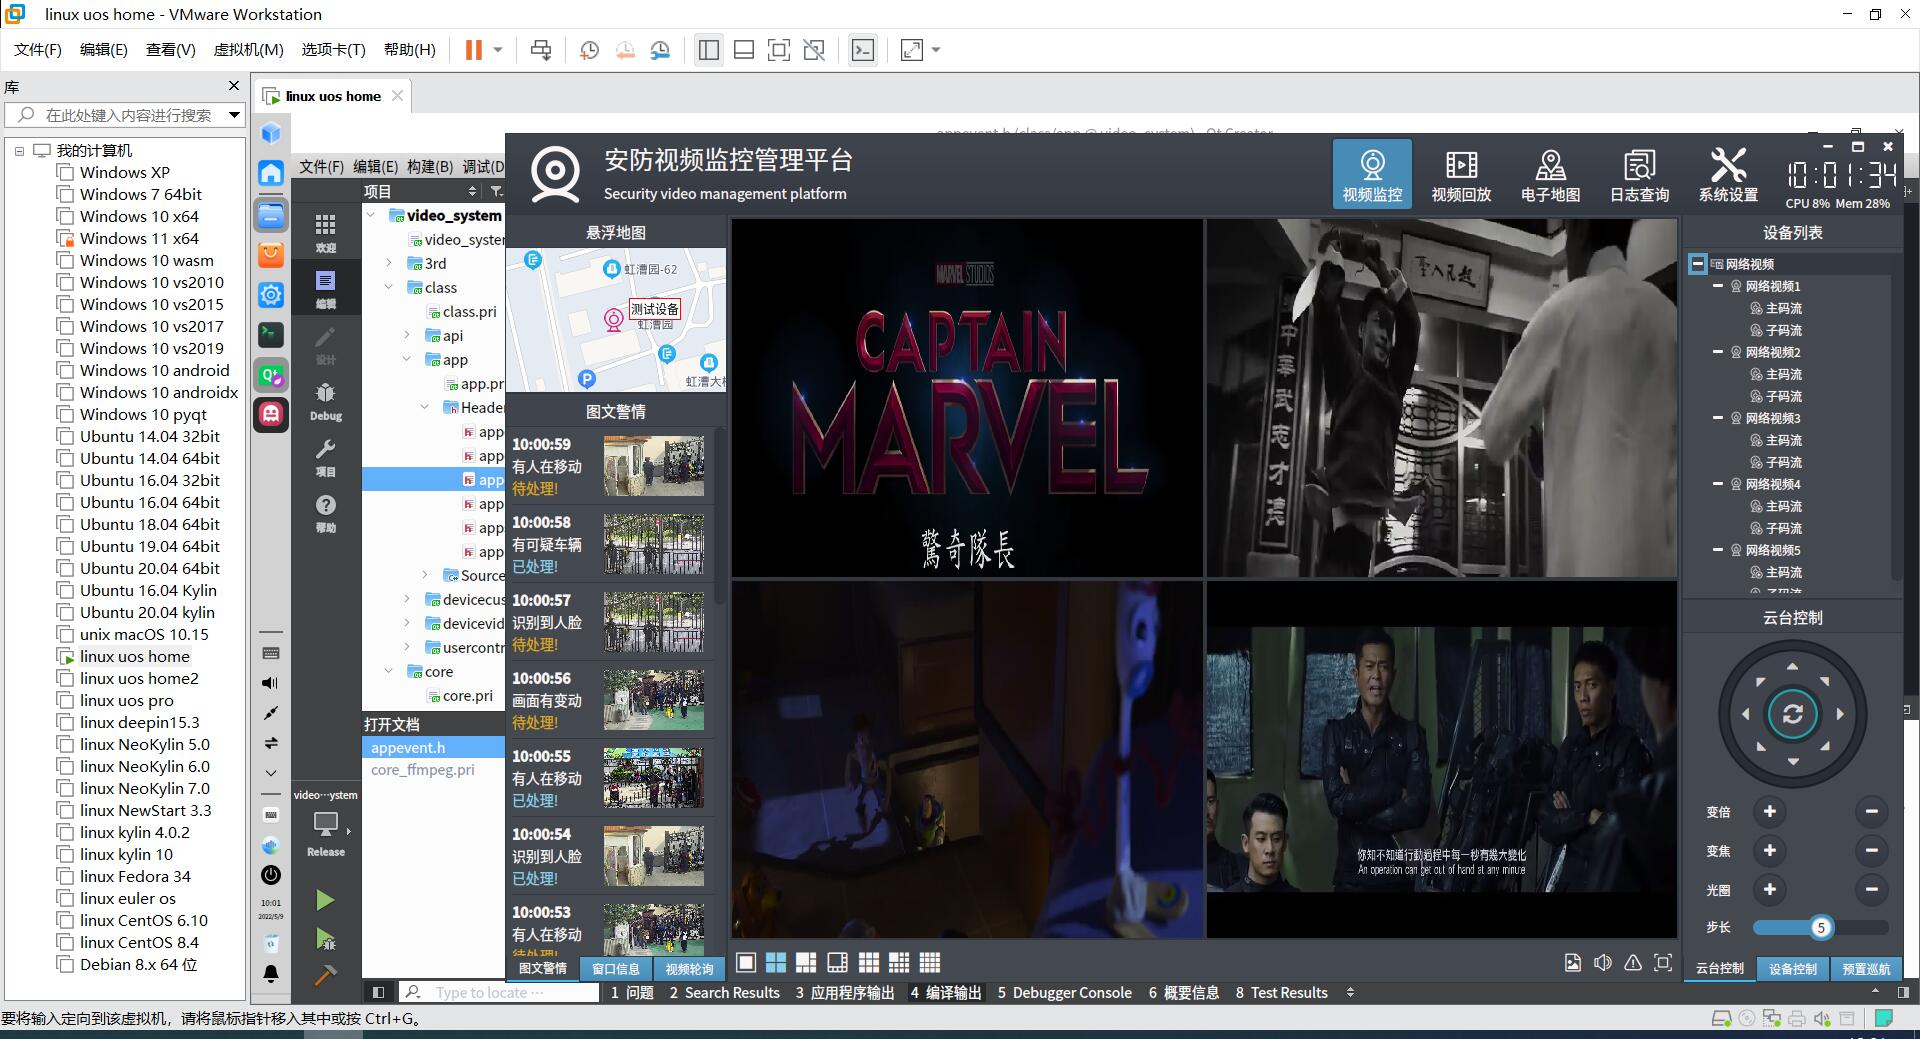 linux uos home - VMware Workstation
文件(F) 编辑(E) 查看(V) 虚拟机(M) 选项卡(T) 帮助(H)
库
在此处键入内容进行搜索
我的计算机
Windows XP
Windows 7 64bit
Windows 10 x64
Windows 11 x64
Windows 10 wasm
Windows 10 vs2010
Windows 10 vs2015
Windows 10 vs2017
Windows 10 vs2019
Windows 10 android
Windows 10 androidx
Windows 10 pyqt
Ubuntu 14.04 32bit
Ubuntu 14.04 64bit
Ubuntu 16.04 32bit
Ubuntu 16.04 64bit
Ubuntu 18.04 64bit
Ubuntu 19.04 64bit
Ubuntu 20.04 64bit
Ubuntu 16.04 Kylin
Ubuntu 20.04 kylin
unix macOS 10.15
linux uos home
linux uos home2
linux uos pro
linux deepin15.3
linux NeoKylin 5.0
linux NeoKylin 6.0
linux NeoKylin 7.0
linux NewStart 3.3
linux kylin 4.0.2
linux kylin 10
linux Fedora 34
linux euler os
linux CentOS 6.10
linux CentOS 8.4
Debian 8.x 64 位
linux uos home
10:01
2022/5/9
文件(F) 编辑(E) 构建(B) 调试(D
欢迎
编辑
设计
Debug
项目
帮助
video···ystem
Release
项目
video_system
video_syster
3rd
class
class.pri
api
app
app.pr
Header
app
app
app
app
app
app
Source
devicecus
devicevid
usercontr
core
core.pri
打开文档
appevent.h
core_ffmpeg.pri
安防视频监控管理平台
Security video management platform
视频监控
视频回放
电子地图
日志查询
系统设置
10:01:34
CPU 8% Mem 28%
悬浮地图
虹漕园-62
测试设备
虹漕园
P
虹漕大
图文警情
10:00:59
有人在移动
待处理!
10:00:58
有可疑车辆
已处理!
10:00:57
识别到人脸
待处理!
10:00:56
画面有变动
待处理!
10:00:55
有人在移动
已处理!
10:00:54
识别到人脸
已处理!
10:00:53
有人在移动
待处理!
图文警情 窗口信息 视频轮询
MARVEL STUDIOS
CAPTAIN
MARVEL
驚奇隊長
你知不知道行動過程中每一秒有幾大變化
An operation can get out of hand at any minute
设备列表
网络视频
网络视频1
主码流
子码流
网络视频2
主码流
子码流
网络视频3
主码流
子码流
网络视频4
主码流
子码流
网络视频5
主码流
子码流
云台控制
变倍
变焦
光圈
步长
5
云台控制 设备控制 预置巡航
Type to locate ···
1 问题 2 Search Results 3 应用程序输出 4 编译输出 5 Debugger Console 6 概要信息 8 Test Results
要将输入定向到该虚拟机，请将鼠标指针移入其中或按 Ctrl+G。